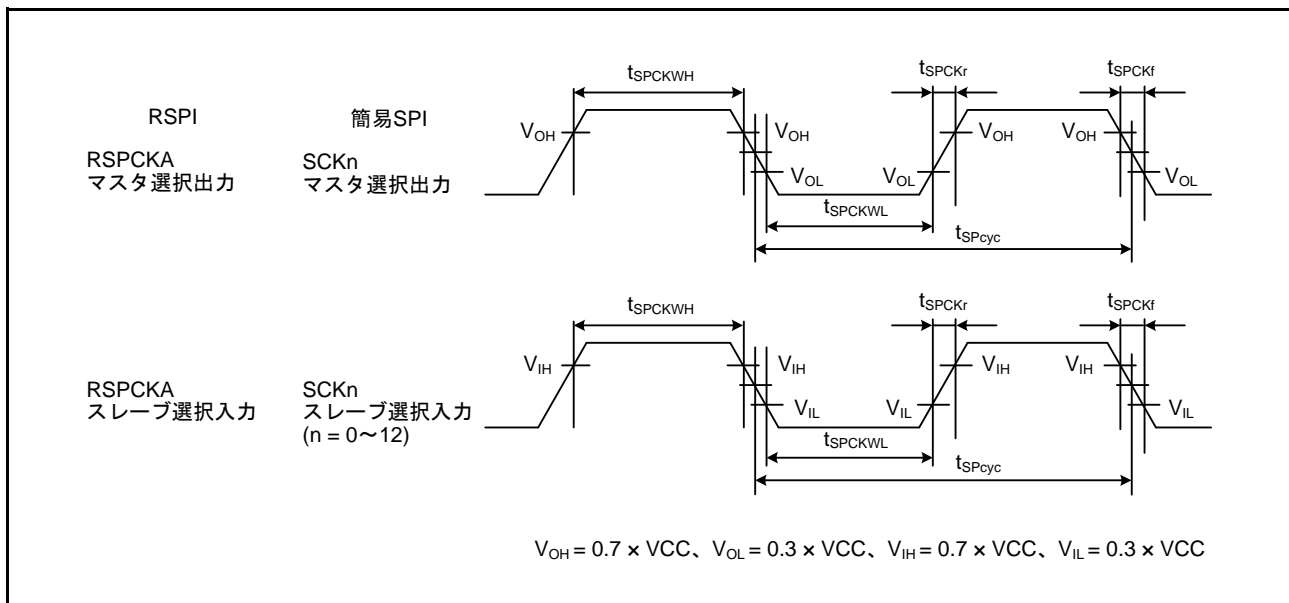 RSPI
簡易SPI
RSPCKA
マスタ選択出力
SCKn
マスタ選択出力
tSPCKWH
tSPCKr
tSPCKf
VOH
VOH
VOH
VOH
VOL
VOL
VOL
tSPCKWL
tSPcyc
RSPCKA
スレーブ選択入力
SCKn
スレーブ選択入力
(n = 0～12)
tSPCKWH
tSPCKr
tSPCKf
VIH
VIH
VIH
VIH
VIL
VIL
VIL
tSPCKWL
tSPcyc
VOH = 0.7 × VCC、VOL = 0.3 × VCC、VIH = 0.7 × VCC、VIL = 0.3 × VCC